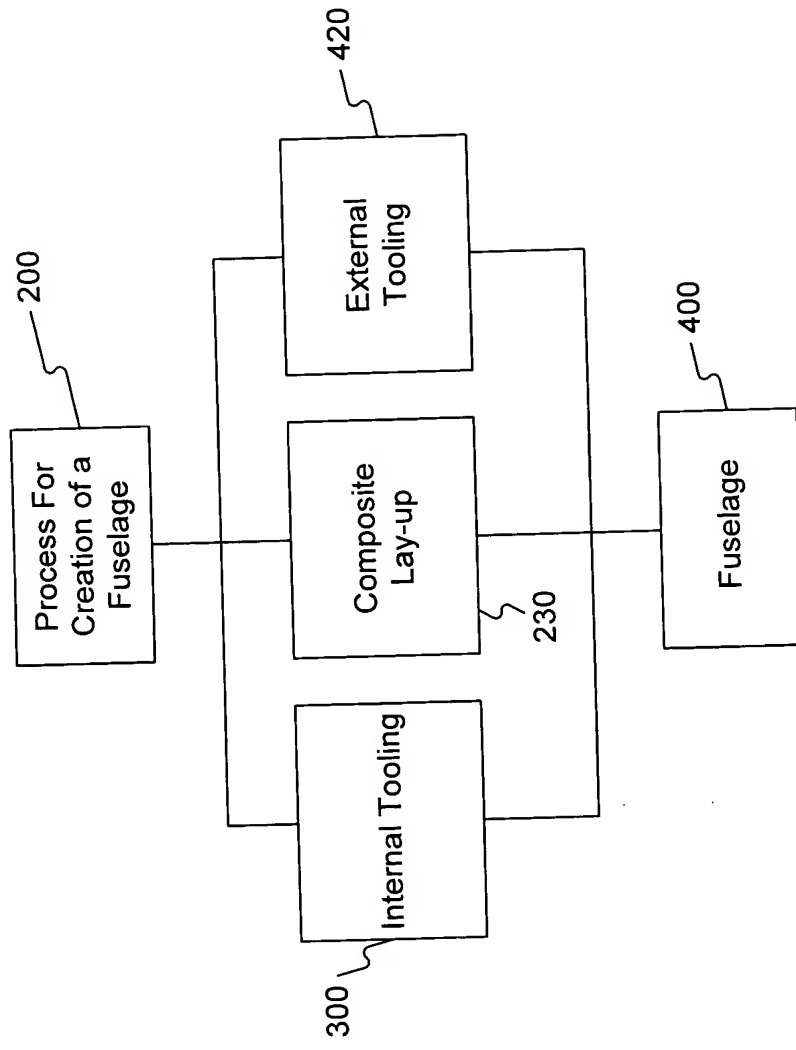 200
Process For
Creation of a
Fuselage
300
Internal Tooling
Composite
Lay-up
230
External
Tooling
420
400
Fuselage